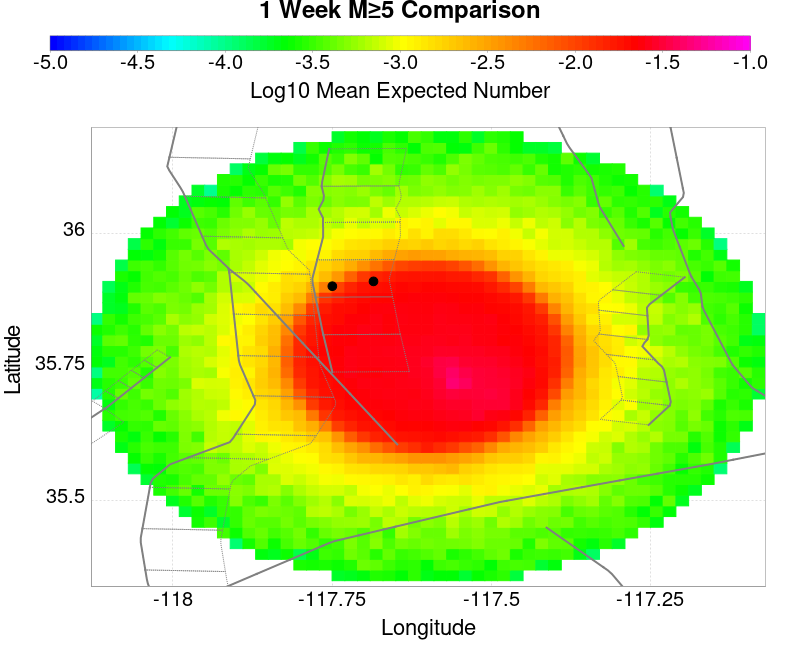 1 Week M≥5 Comparison
-5.0 -4.5 -4.0 -3.5 -3.0 -2.5 -2.0 -1.5 -1.0
Log10 Mean Expected Number
36
35.75
35.5
Latitude
-118 -117.75 -117.5 -117.25
Longitude